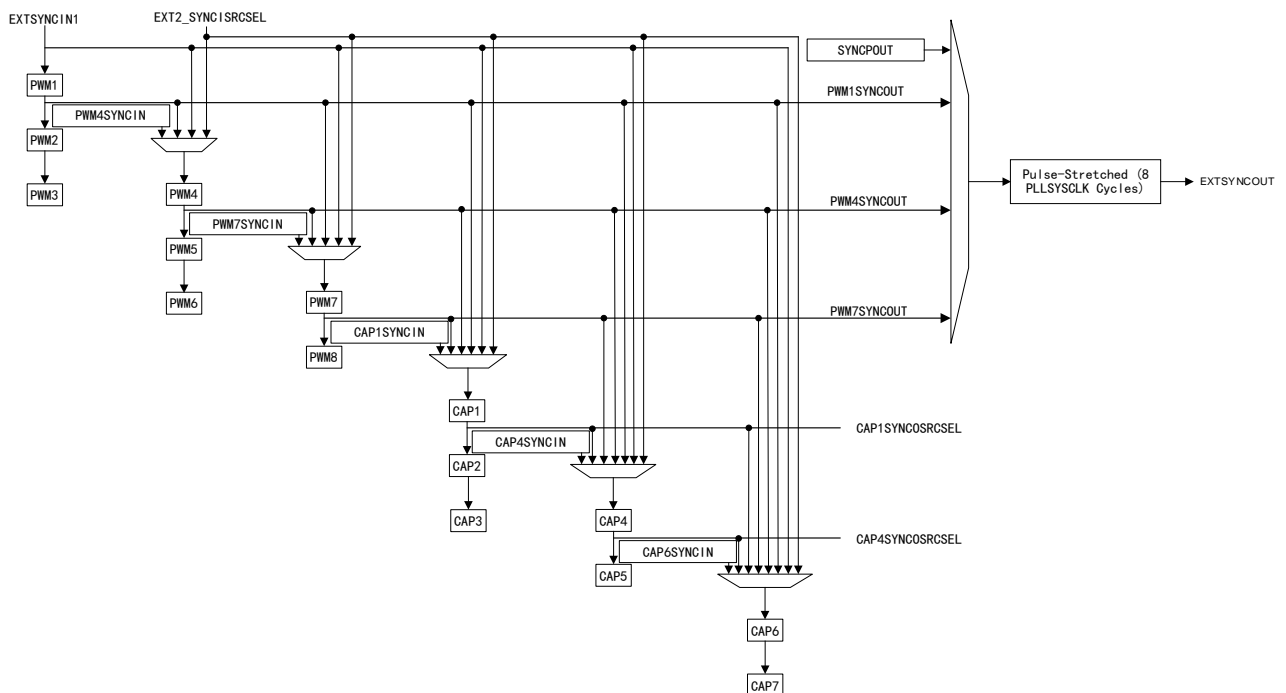 EXTSYNCIN1
EXT2_SYNCISRCSEL
SYNCPOUT
PWM1
PWM1SYNCOUT
PWM4SYNCIN
PWM2
Pulse-Stretched (8
PLLSYSCLK Cycles)
EXTSYNCOUT
PWM3
PWM4
PWM4SYNCOUT
PWM7SYNCIN
PWM5
PWM6
PWM7
PWM7SYNCOUT
CAP1SYNCIN
PWM8
CAP1
CAP1SYNCOSRCSEL
CAP4SYNCIN
CAP2
CAP3
CAP4
CAP4SYNCOSRCSEL
CAP6SYNCIN
CAP5
CAP6
CAP7